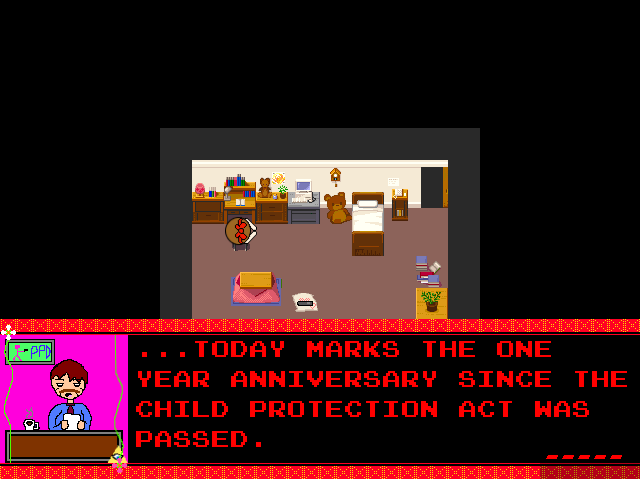 ...TODAY MARKS THE ONE
YEAR ANNIVERSARY SINCE THE
CHILD PROTECTION ACT WAS
PASSED.